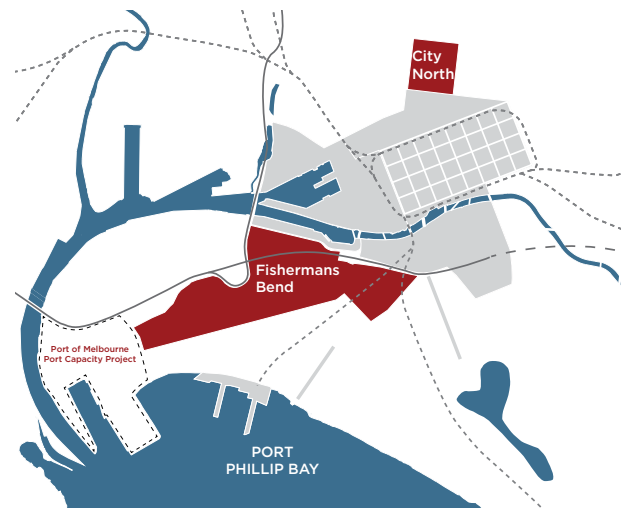 City
North
Fishermans
Bend
Port of Melbourne
Port Capacity Project
PORT
PHILLIP BAY